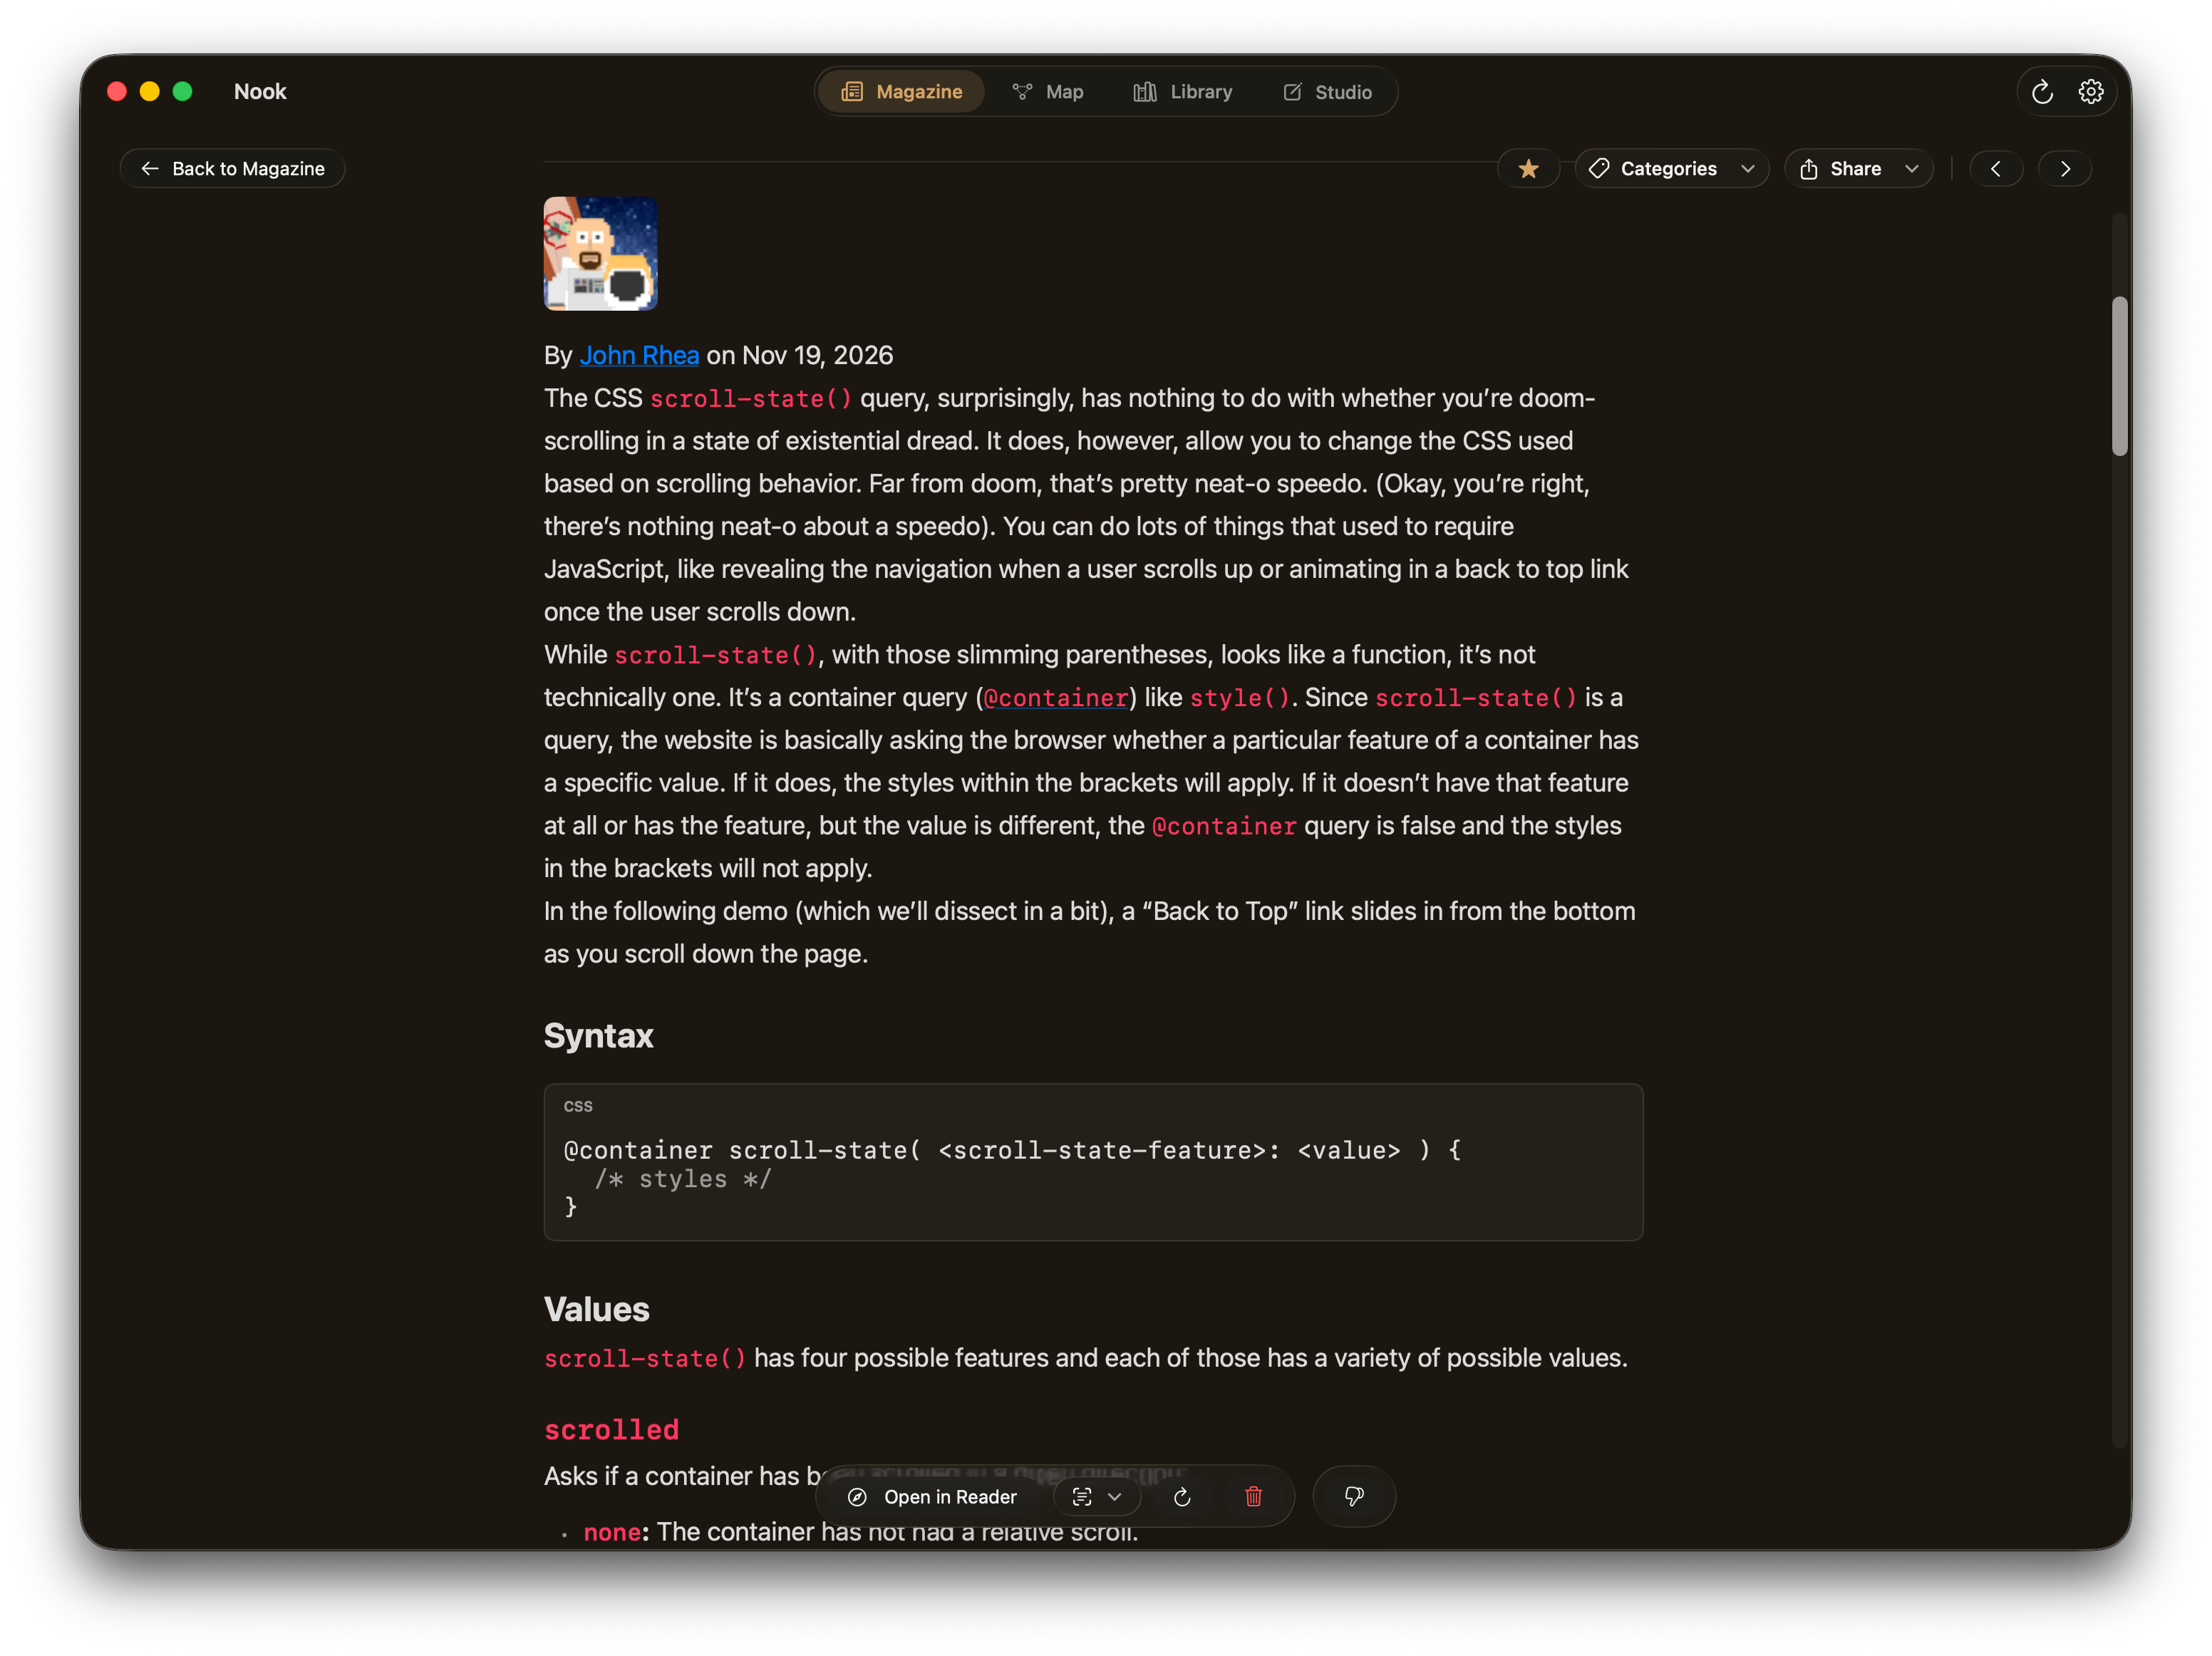 Nook
Magazine
Map
Library
Studio
Back to Magazine
Categories
Share
By John Rhea on Nov 19, 2026
The CSS scroll-state() query, surprisingly, has nothing to do with whether you’re doom-
scrolling in a state of existential dread. It does, however, allow you to change the CSS used
based on scrolling behavior. Far from doom, that’s pretty neat-o speedo. (Okay, you’re right,
there’s nothing neat-o about a speedo). You can do lots of things that used to require
JavaScript, like revealing the navigation when a user scrolls up or animating in a back to top link
once the user scrolls down.
While scroll-state(), with those slimming parentheses, looks like a function, it’s not
technically one. It’s a container query (@container) like style(). Since scroll-state() is a
query, the website is basically asking the browser whether a particular feature of a container has
a specific value. If it does, the styles within the brackets will apply. If it doesn’t have that feature
at all or has the feature, but the value is different, the @container query is false and the styles
in the brackets will not apply.
In the following demo (which we’ll dissect in a bit), a “Back to Top” link slides in from the bottom
as you scroll down the page.
Syntax
css
@container scroll-state( <scroll-state-feature>: <value> ) {
  /* styles */
}
Values
scroll-state() has four possible features and each of those has a variety of possible values.
scrolled
Asks if a container has been scrolled in a given direction.
Open in Reader
• none: The container has not had a relative scroll.